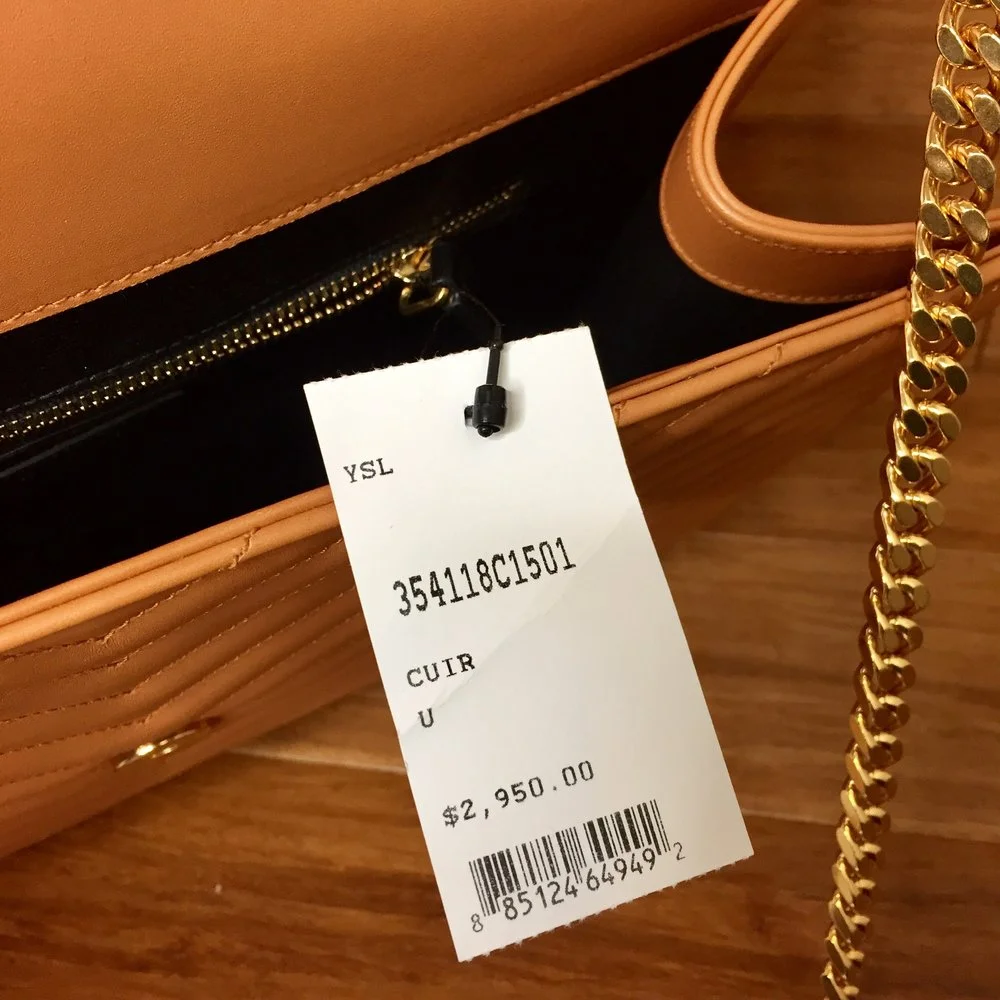 YSL
354118C1501
CUIR
U
$2,950.00
8 85124 64949 2